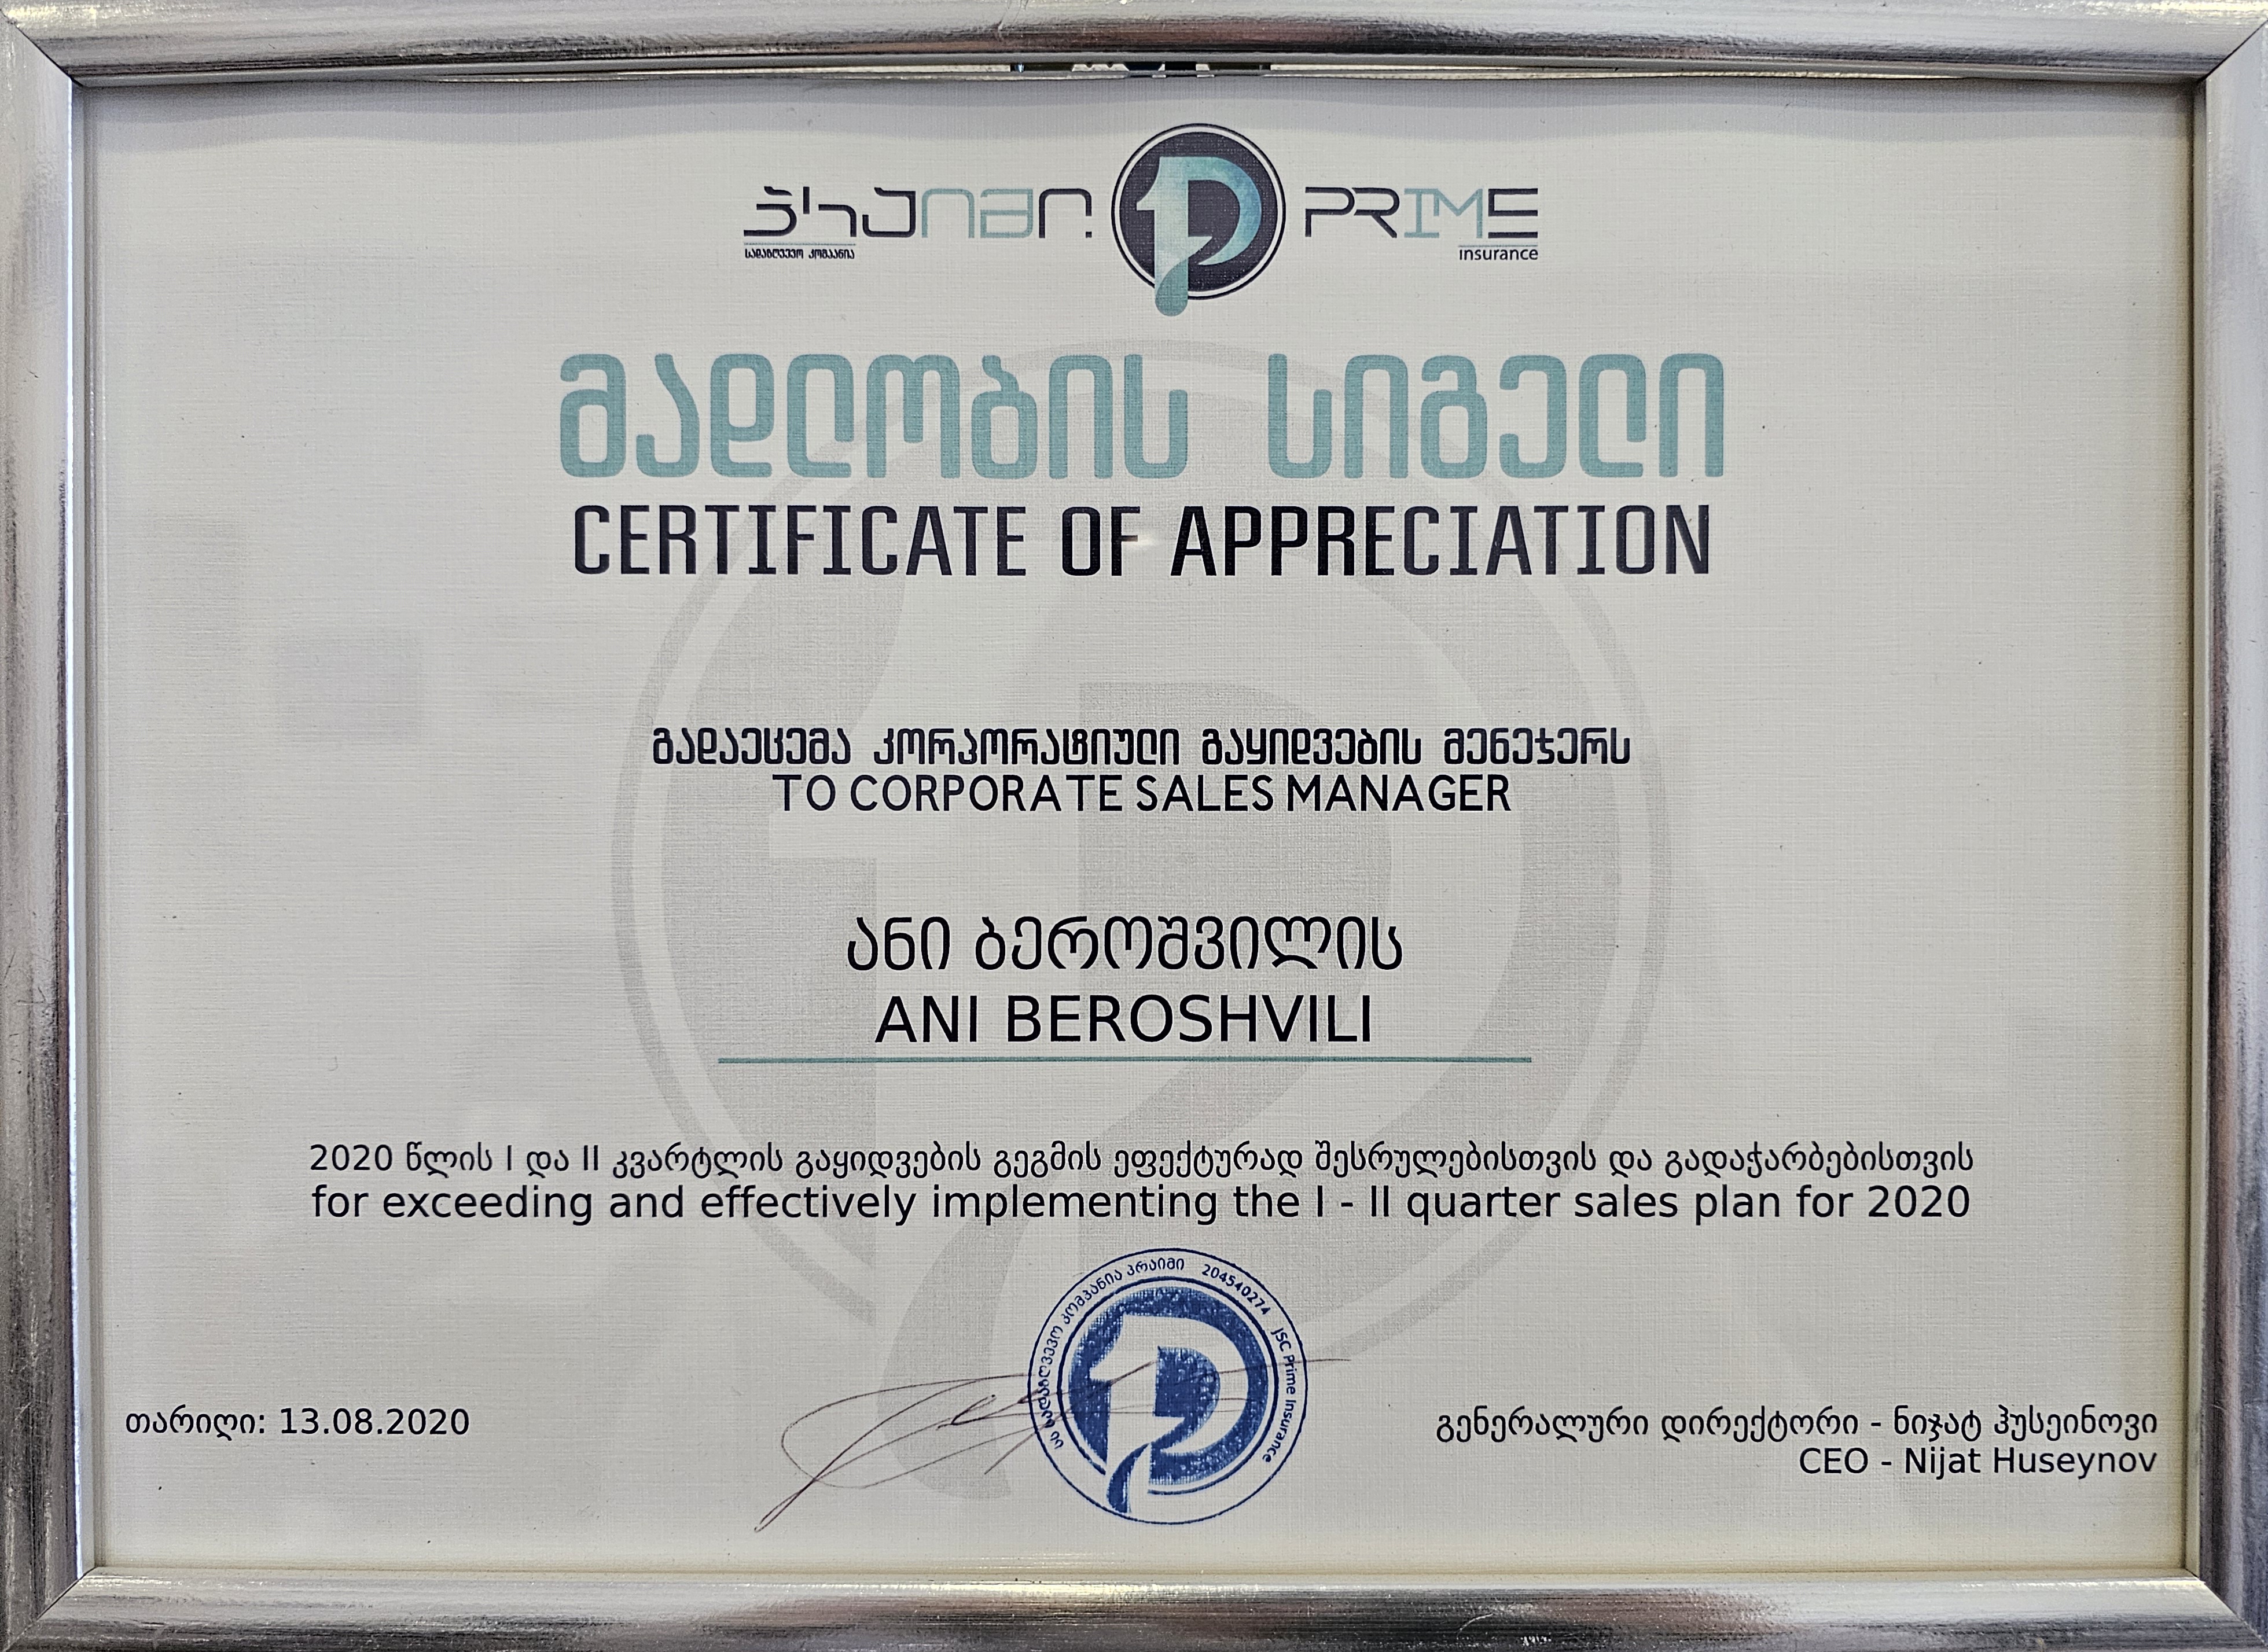 პრაიმი PRIME
სადაზღვევო კომპანია insurance
მადლობის სიგელი
CERTIFICATE OF APPRECIATION
გადაეცემა კორპორატიული გაყიდვების მენეჯერს
TO CORPORATE SALES MANAGER
ანი ბეროშვილის
ANI BEROSHVILI
2020 წლის I და II კვარტლის გაყიდვების გეგმის ეფექტურად შესრულებისთვის და გადაჭარბებისთვის
for exceeding and effectively implementing the I - II quarter sales plan for 2020
სს სადაზღვევო კომპანია პრაიმი 204540274 JSC Prime Insurance
თარიღი: 13.08.2020
გენერალური დირექტორი - ნიჯატ ჰუსეინოვი
CEO - Nijat Huseynov